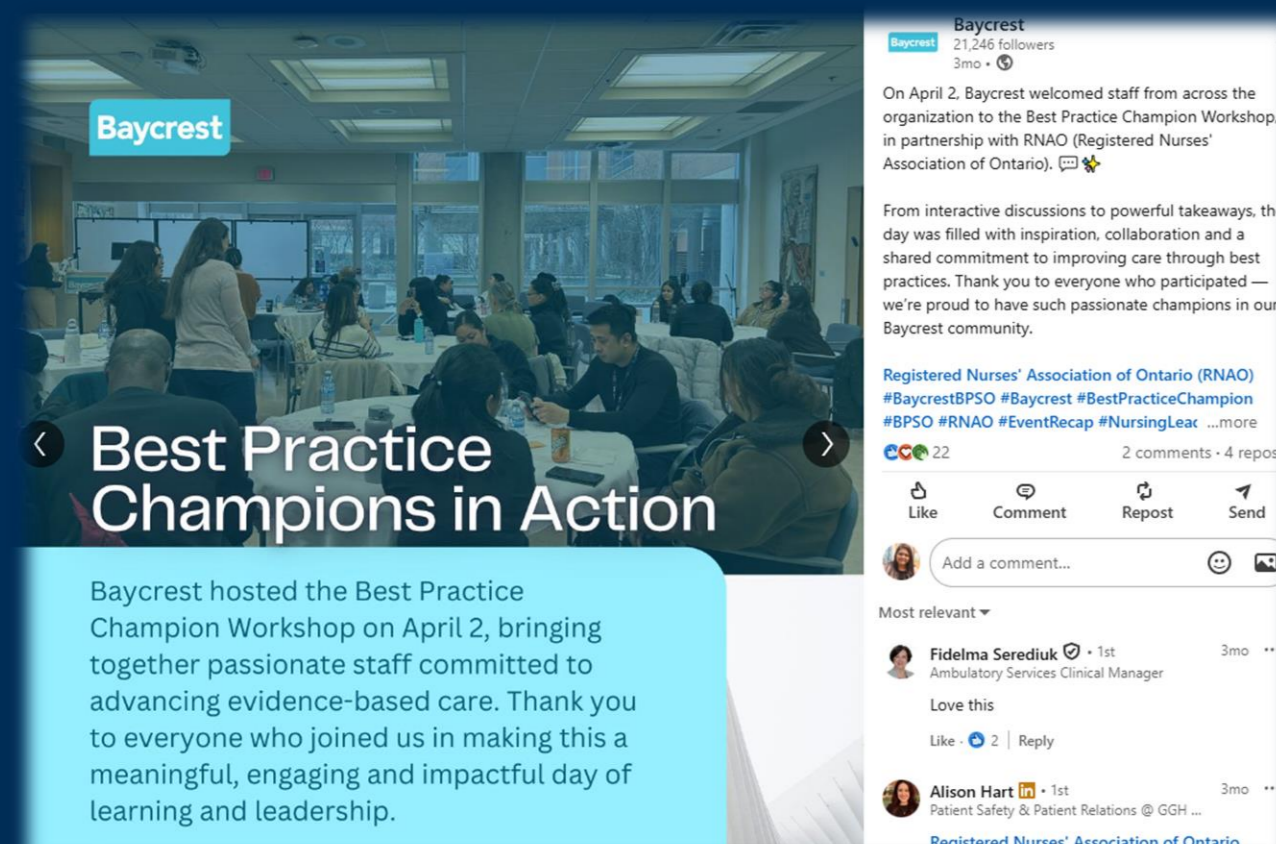 Baycrest
Best Practice
Champions in Action
Baycrest hosted the Best Practice
Champion Workshop on April 2, bringing
together passionate staff committed to
advancing evidence-based care. Thank you
to everyone who joined us in making this a
meaningful, engaging and impactful day of
learning and leadership.
Baycrest
Baycrest
21,246 followers
3mo •
On April 2, Baycrest welcomed staff from across the
organization to the Best Practice Champion Workshop,
in partnership with RNAO (Registered Nurses'
Association of Ontario). 💬✨
From interactive discussions to powerful takeaways, th
day was filled with inspiration, collaboration and a
shared commitment to improving care through best
practices. Thank you to everyone who participated —
we're proud to have such passionate champions in our
Baycrest community.
Registered Nurses' Association of Ontario (RNAO)
#BaycrestBPSO #Baycrest #BestPracticeChampion
#BPSO #RNAO #EventRecap #NursingLeac ...more
22 2 comments · 4 repos
Like Comment Repost Send
Add a comment...
Most relevant
Fidelma Serediuk • 1st 3mo
Ambulatory Services Clinical Manager
Love this
Like · 2 | Reply
Alison Hart in • 1st 3mo
Patient Safety & Patient Relations @ GGH ...
Registered Nurses' Association of Ontario